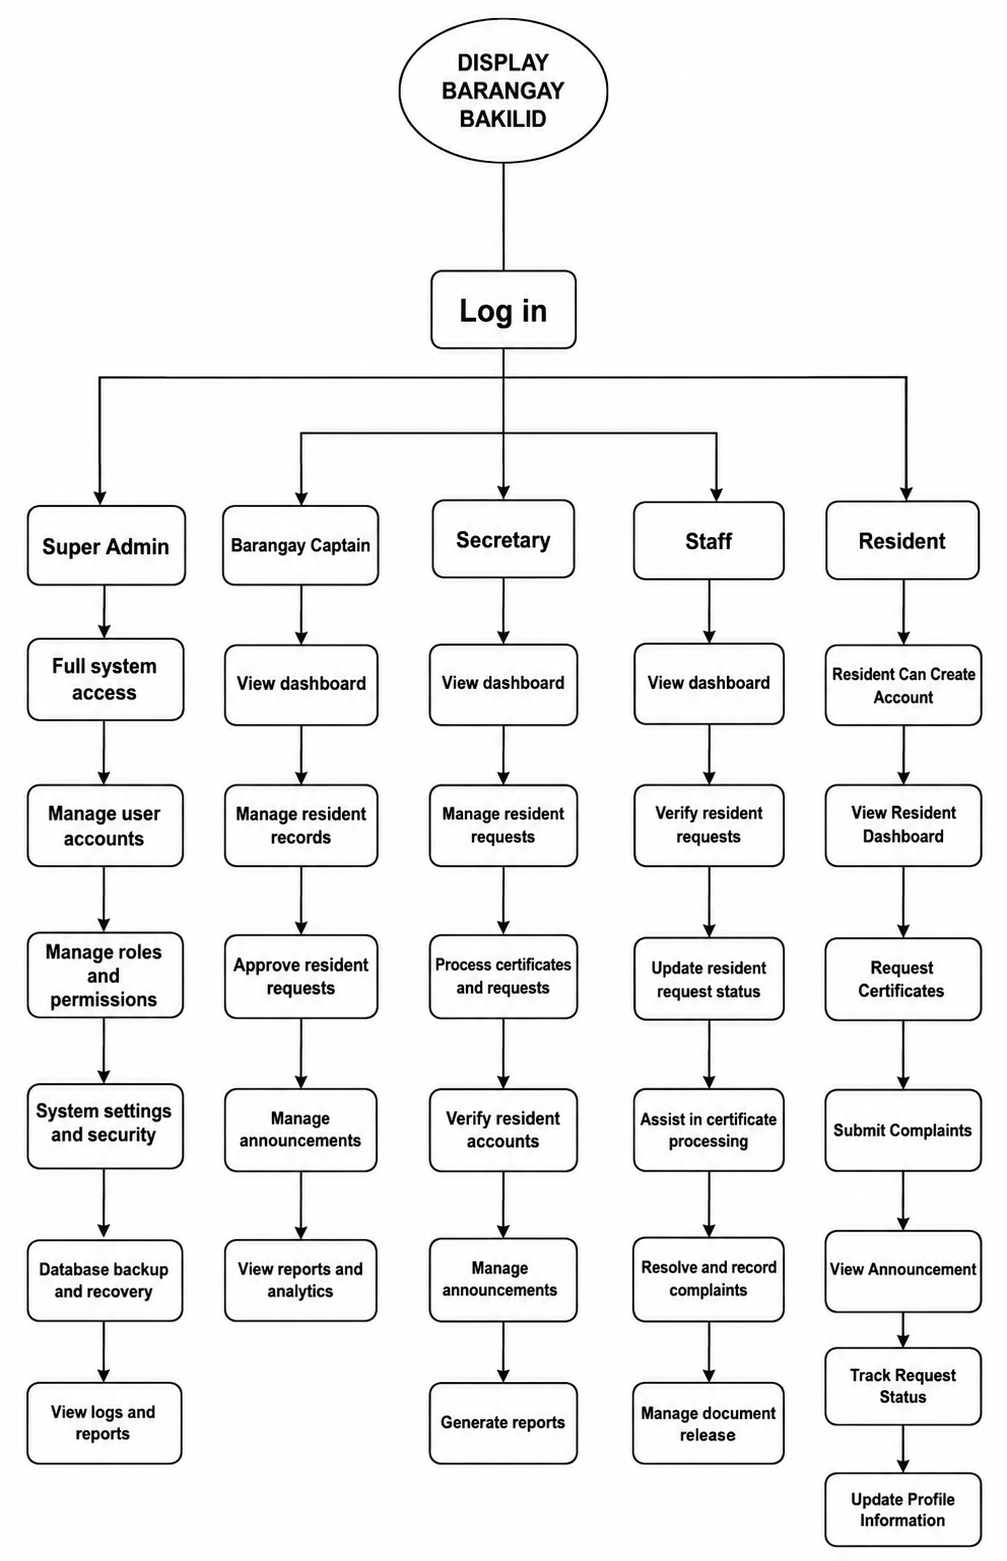 DISPLAY
BARANGAY
BAKILID
Log in
Super Admin
Full system
access
Manage user
accounts
Manage roles
and
permissions
System settings
and security
Database backup
and recovery
View logs and
reports
Barangay Captain
View dashboard
Manage resident
records
Approve resident
requests
Manage
announcements
View reports and
analytics
Secretary
View dashboard
Manage resident
requests
Process certificates
and requests
Verify resident
accounts
Manage
announcements
Generate reports
Staff
View dashboard
Verify resident
requests
Update resident
request status
Assist in certificate
processing
Resolve and record
complaints
Manage document
release
Resident
Resident Can Create
Account
View Resident
Dashboard
Request
Certificates
Submit Complaints
View Announcement
Track Request
Status
Update Profile
Information